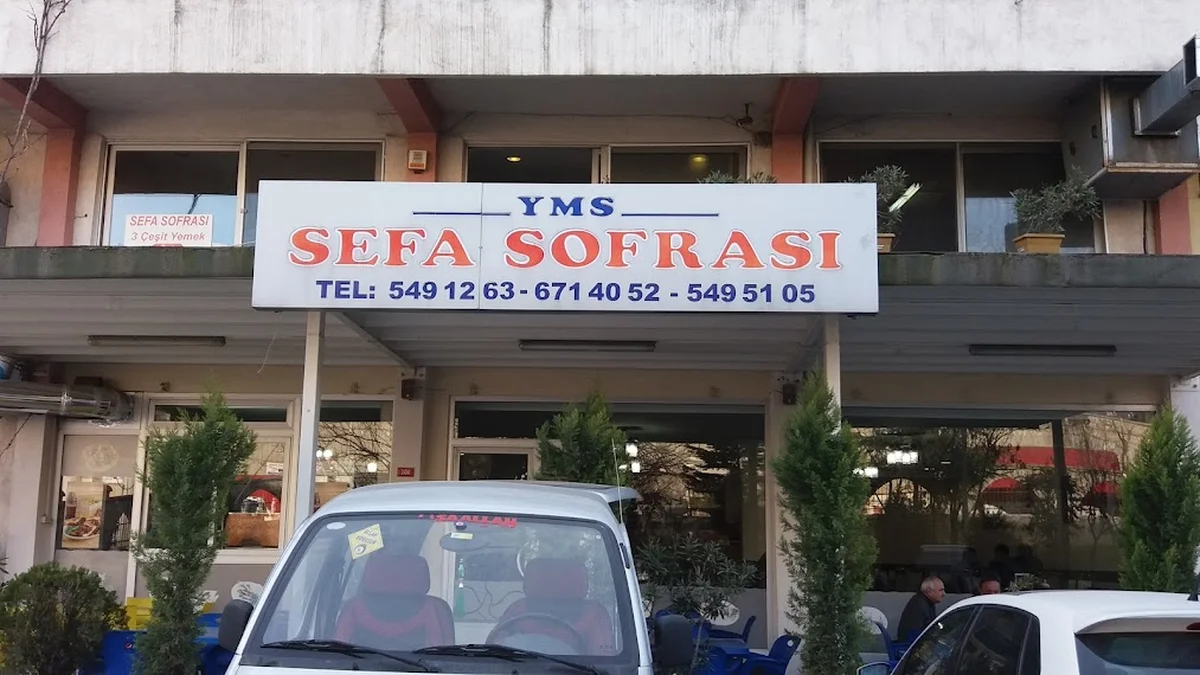 YMS
SEFA SOFRASI
TEL: 549 12 63 - 671 40 52 - 549 51 05
SEFA SOFRASI
3 Çeşit Yemek